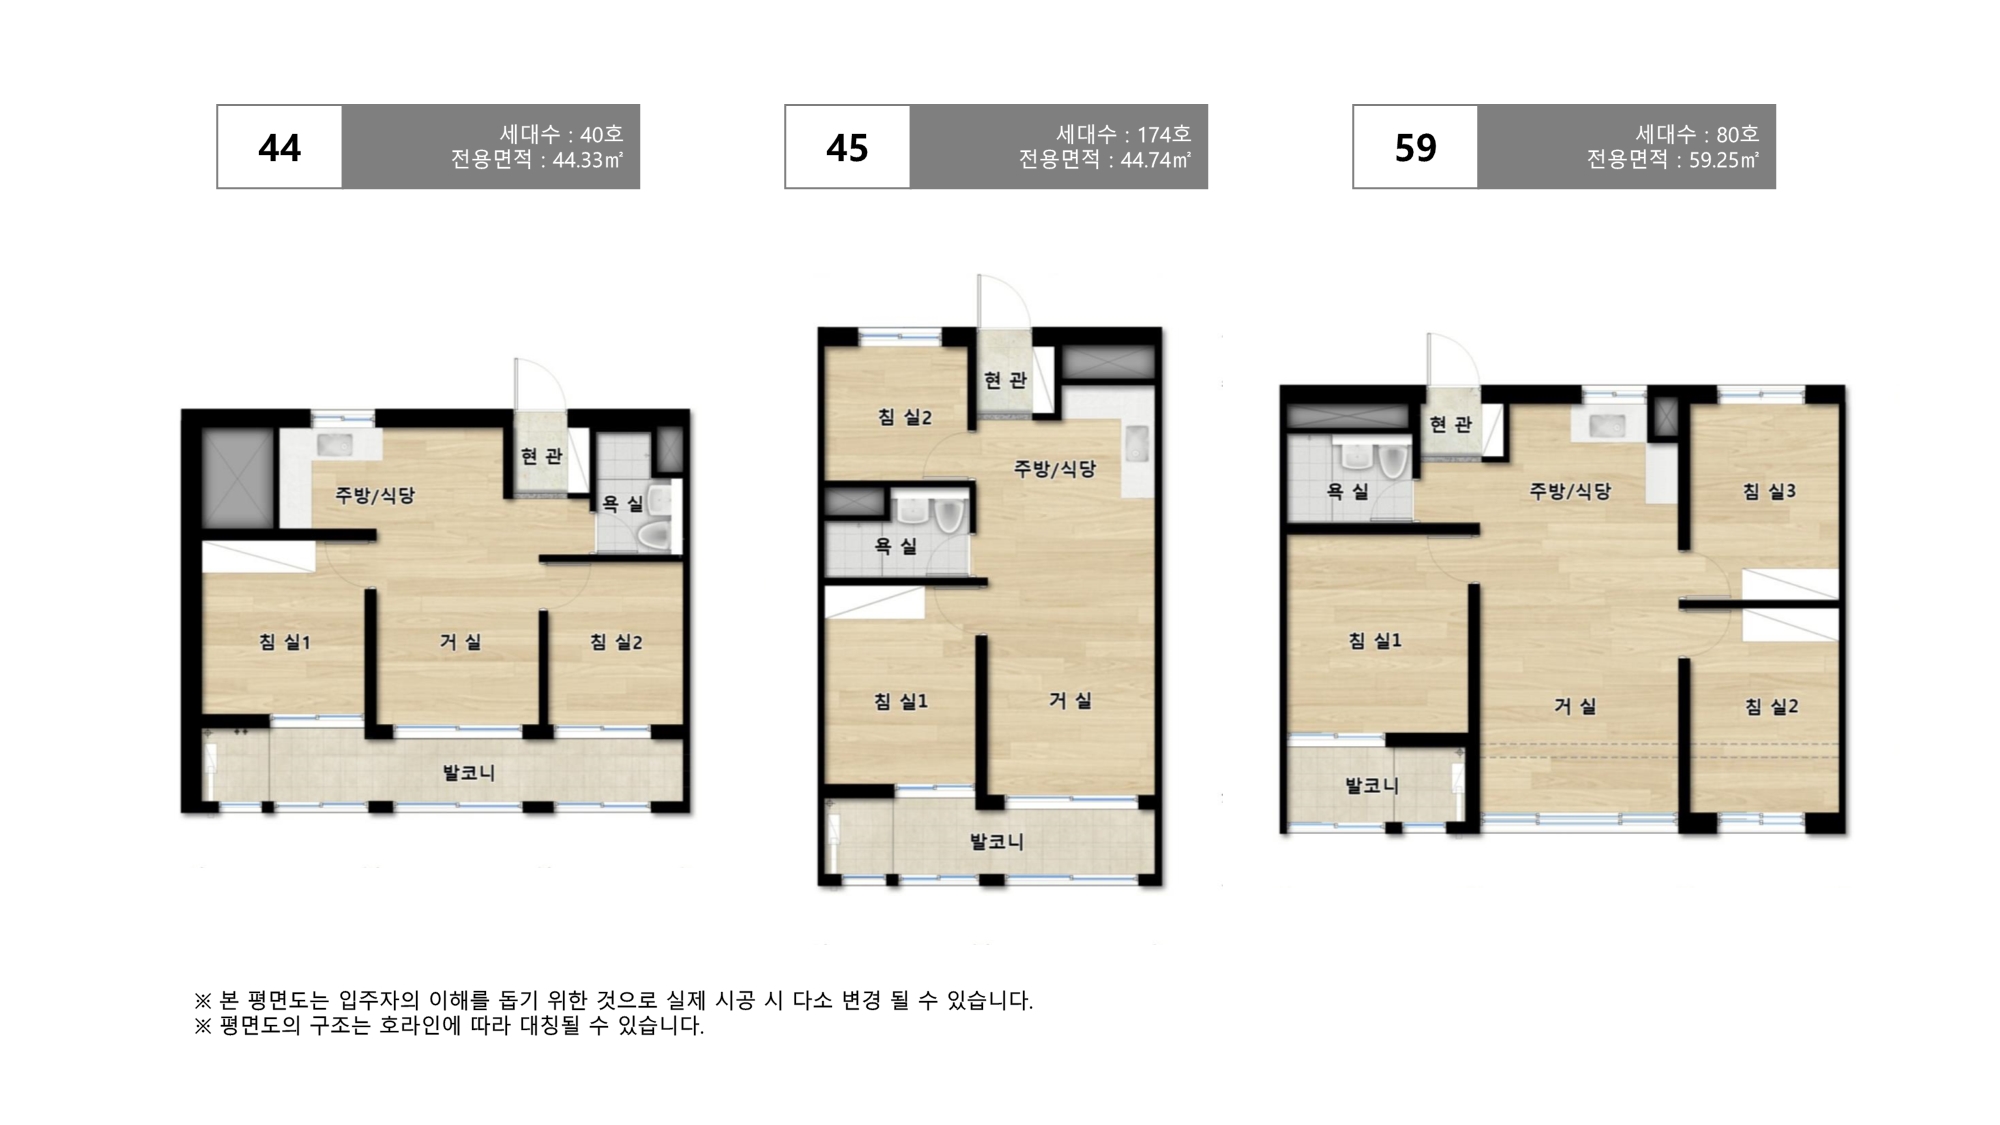 44
세대수 : 40호
전용면적 : 44.33㎡
45
세대수 : 174호
전용면적 : 44.74㎡
59
세대수 : 80호
전용면적 : 59.25㎡
현 관
주방/식당
욕 실
침 실1
거 실
침 실2
발코니
현 관
침 실2
주방/식당
욕 실
침 실1
거 실
발코니
현 관
욕 실
주방/식당
침 실3
침 실1
거 실
침 실2
발코니
※ 본 평면도는 입주자의 이해를 돕기 위한 것으로 실제 시공 시 다소 변경 될 수 있습니다.
※ 평면도의 구조는 호라인에 따라 대칭될 수 있습니다.